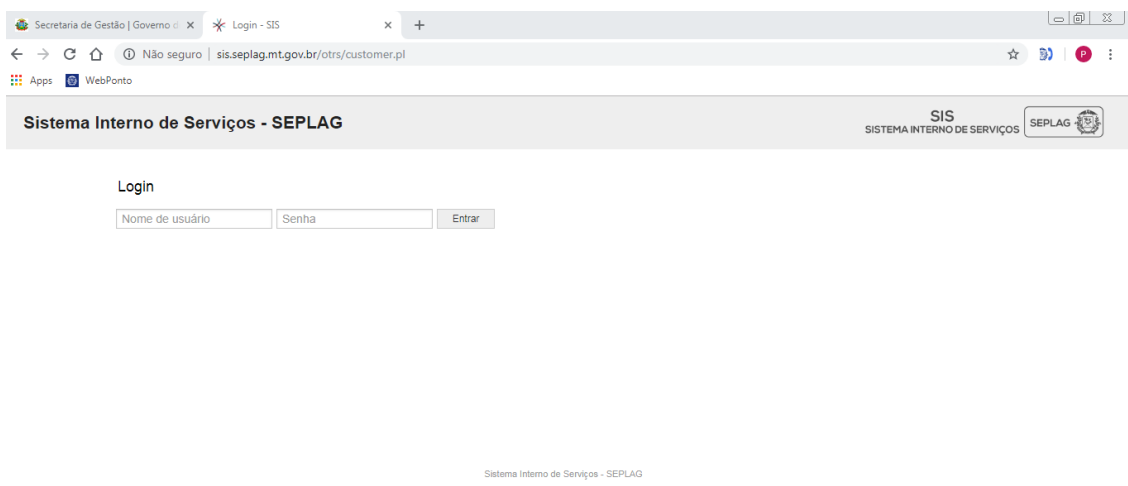 Secretaria de Gestão | Governo d
Login - SIS
Não seguro | sis.seplag.mt.gov.br/otrs/customer.pl
P
Apps WebPonto
Sistema Interno de Serviços - SEPLAG
SIS
SISTEMA INTERNO DE SERVIÇOS
SEPLAG
Login
Nome de usuário Senha Entrar
Sistema Interno de Serviços - SEPLAG